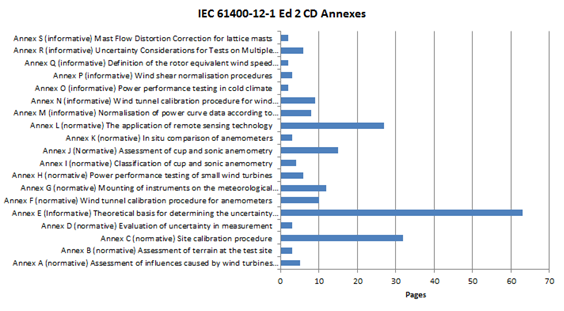 IEC 61400-12-1 Ed 2 CD Annexes
Annex S (informative) Mast Flow Distortion Correction for lattice masts
Annex R (informative) Uncertainty Considerations for Tests on Multiple...
Annex Q (informative) Definition of the rotor equivalent wind speed...
Annex P (informative) Wind shear normalisation procedures
Annex O (informative) Power performance testing in cold climate
Annex N (informative) Wind tunnel calibration procedure for wind...
Annex M (informative) Normalisation of power curve data according to...
Annex L (normative) The application of remote sensing technology
Annex K (normative) In situ comparison of anemometers
Annex J (Normative) Assessment of cup and sonic anemometry
Annex I (normative) Classification of cup and sonic anemometry
Annex H (normative) Power performance testing of small wind turbines
Annex G (normative) Mounting of instruments on the meteorological...
Annex F (normative) Wind tunnel calibration procedure for anemometers
Annex E (Informative) Theoretical basis for determining the uncertainty...
Annex D (normative) Evaluation of uncertainty in measurement
Annex C (normative) Site calibration procedure
Annex B (normative) Assessment of terrain at the test site
Annex A (normative) Assessment of influences caused by wind turbines...
0 10 20 30 40 50 60 70
Pages